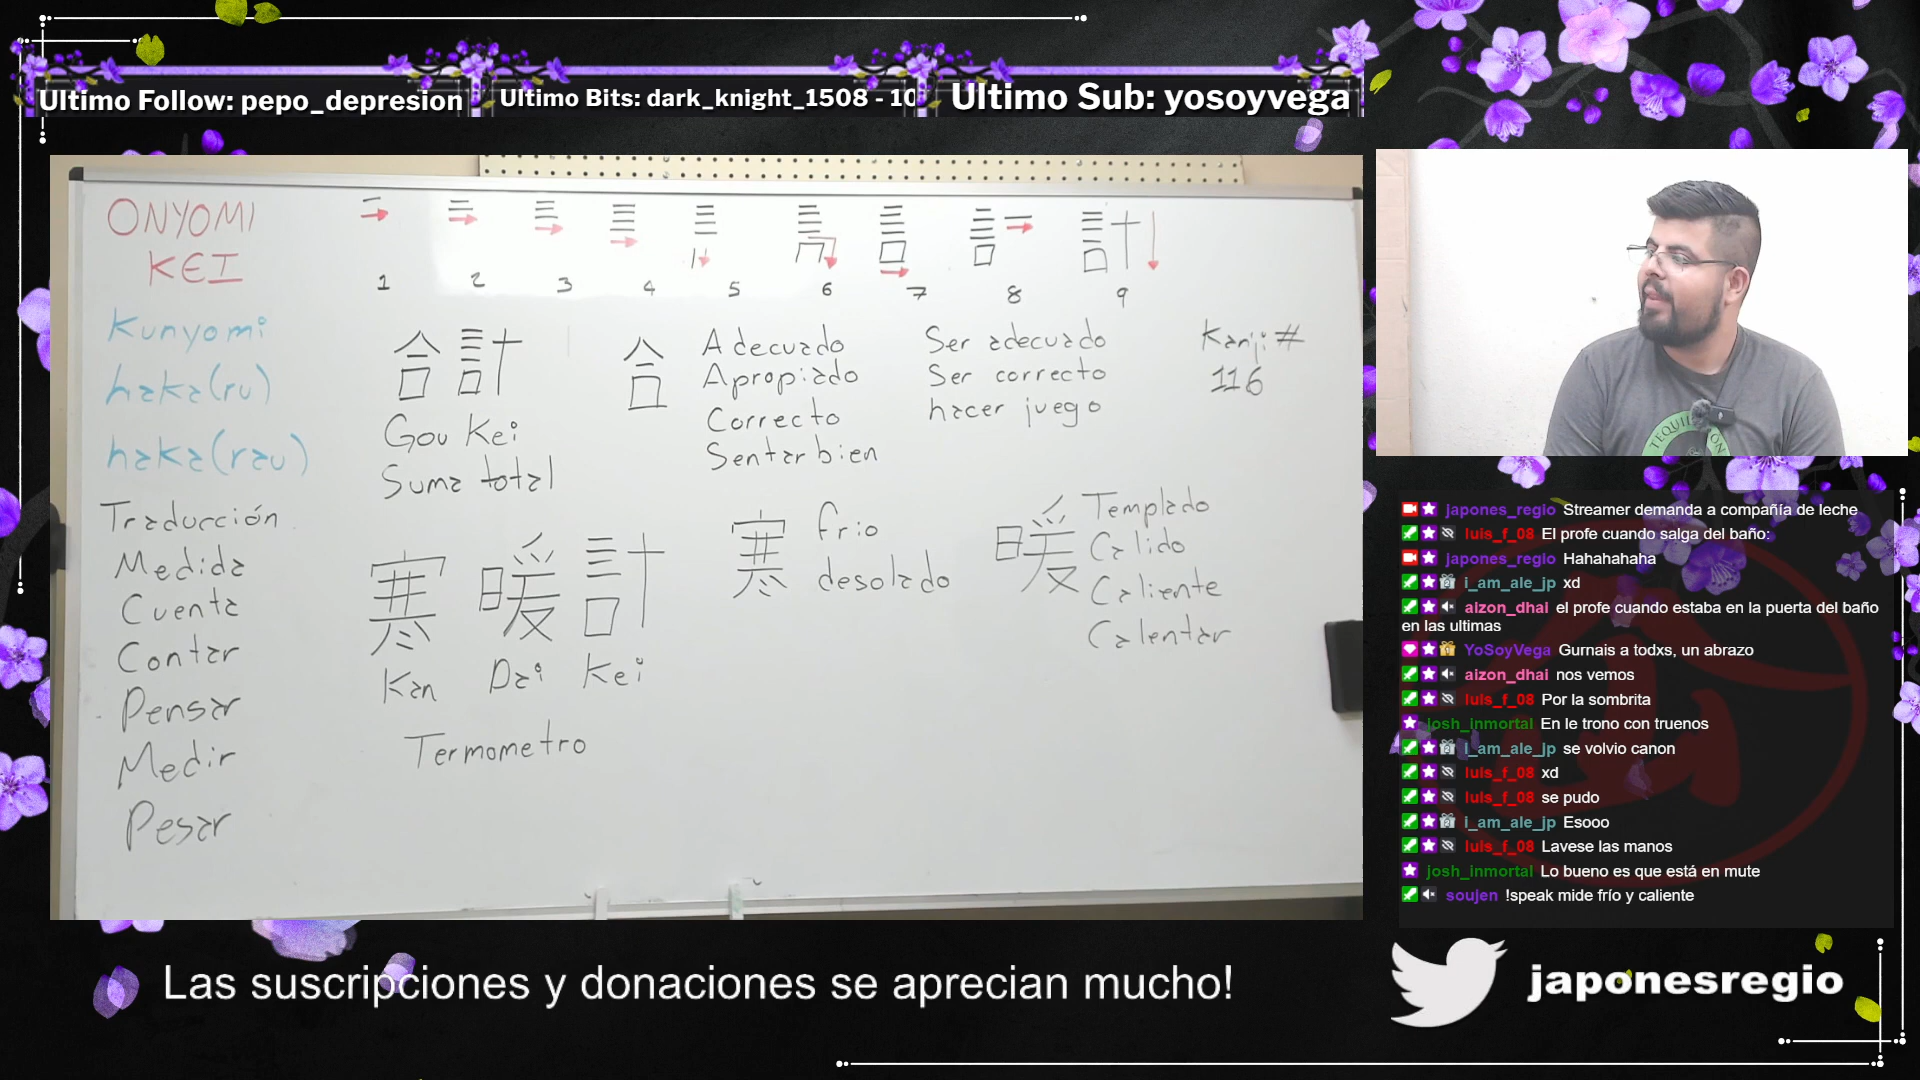 Ultimo Follow: pepo_depresion
Ultimo Bits: dark_knight_1508 - 10
Ultimo Sub: yosoyvega
ONYOMI
KEI
1 2 3 4 5 6 7 8 9
Kunyomi
haka(ru)
haka(rau)
Traducción
Medida
Cuenta
Contar
Pensar
Medir
Pesar
合計
Gou Kei
Suma total
合
Adecuado
Apropiado
Correcto
Sentar bien
Ser adecuado
Ser correcto
hacer juego
Kanji #
116
寒暖計
Kan Dai Kei
Termometro
寒
frio
desolado
暖
Templado
Calido
Caliente
Calentar
TEQUI
japones_regio Streamer demanda a compañía de leche
luis_f_08 El profe cuando salga del baño:
japones_regio Hahahahaha
i_am_ale_jp xd
aizon_dhai el profe cuando estaba en la puerta del baño
en las ultimas
YoSoyVega Gurnais a todxs, un abrazo
aizon_dhai nos vemos
luis_f_08 Por la sombrita
josh_inmortal En le trono con truenos
i_am_ale_jp se volvio canon
luis_f_08 xd
luis_f_08 se pudo
i_am_ale_jp Esooo
luis_f_08 Lavese las manos
josh_inmortal Lo bueno es que está en mute
soujen !speak mide frío y caliente
Las suscripciones y donaciones se aprecian mucho!
japonesregio